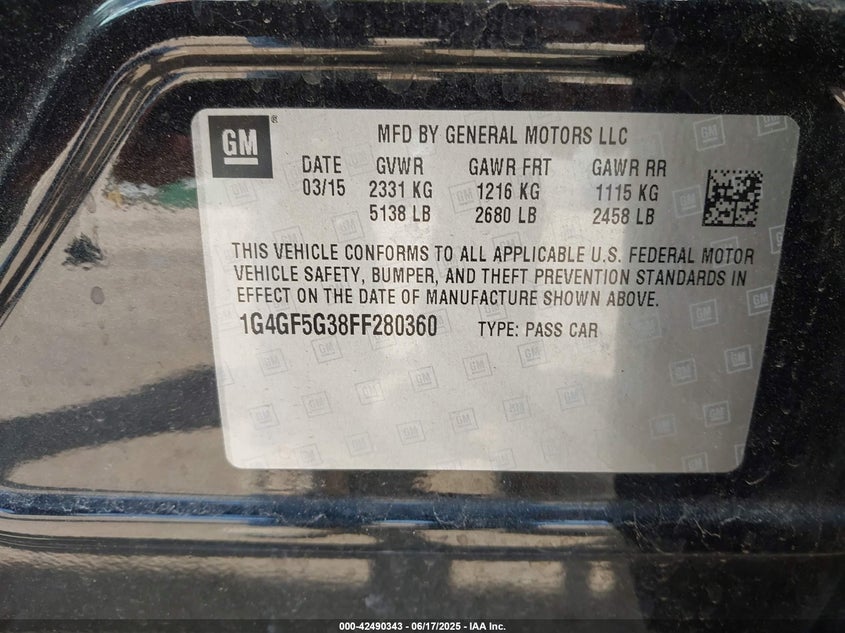 GM ®
MFD BY GENERAL MOTORS LLC
DATE GVWR GAWR FRT GAWR RR
03/15 2331 KG 1216 KG 1115 KG
5138 LB 2680 LB 2458 LB
THIS VEHICLE CONFORMS TO ALL APPLICABLE U.S. FEDERAL MOTOR
VEHICLE SAFETY, BUMPER, AND THEFT PREVENTION STANDARDS IN
EFFECT ON THE DATE OF MANUFACTURE SHOWN ABOVE.
1G4GF5G38FF280360 TYPE: PASS CAR
000-42490343 - 06/17/2025 - IAA Inc.